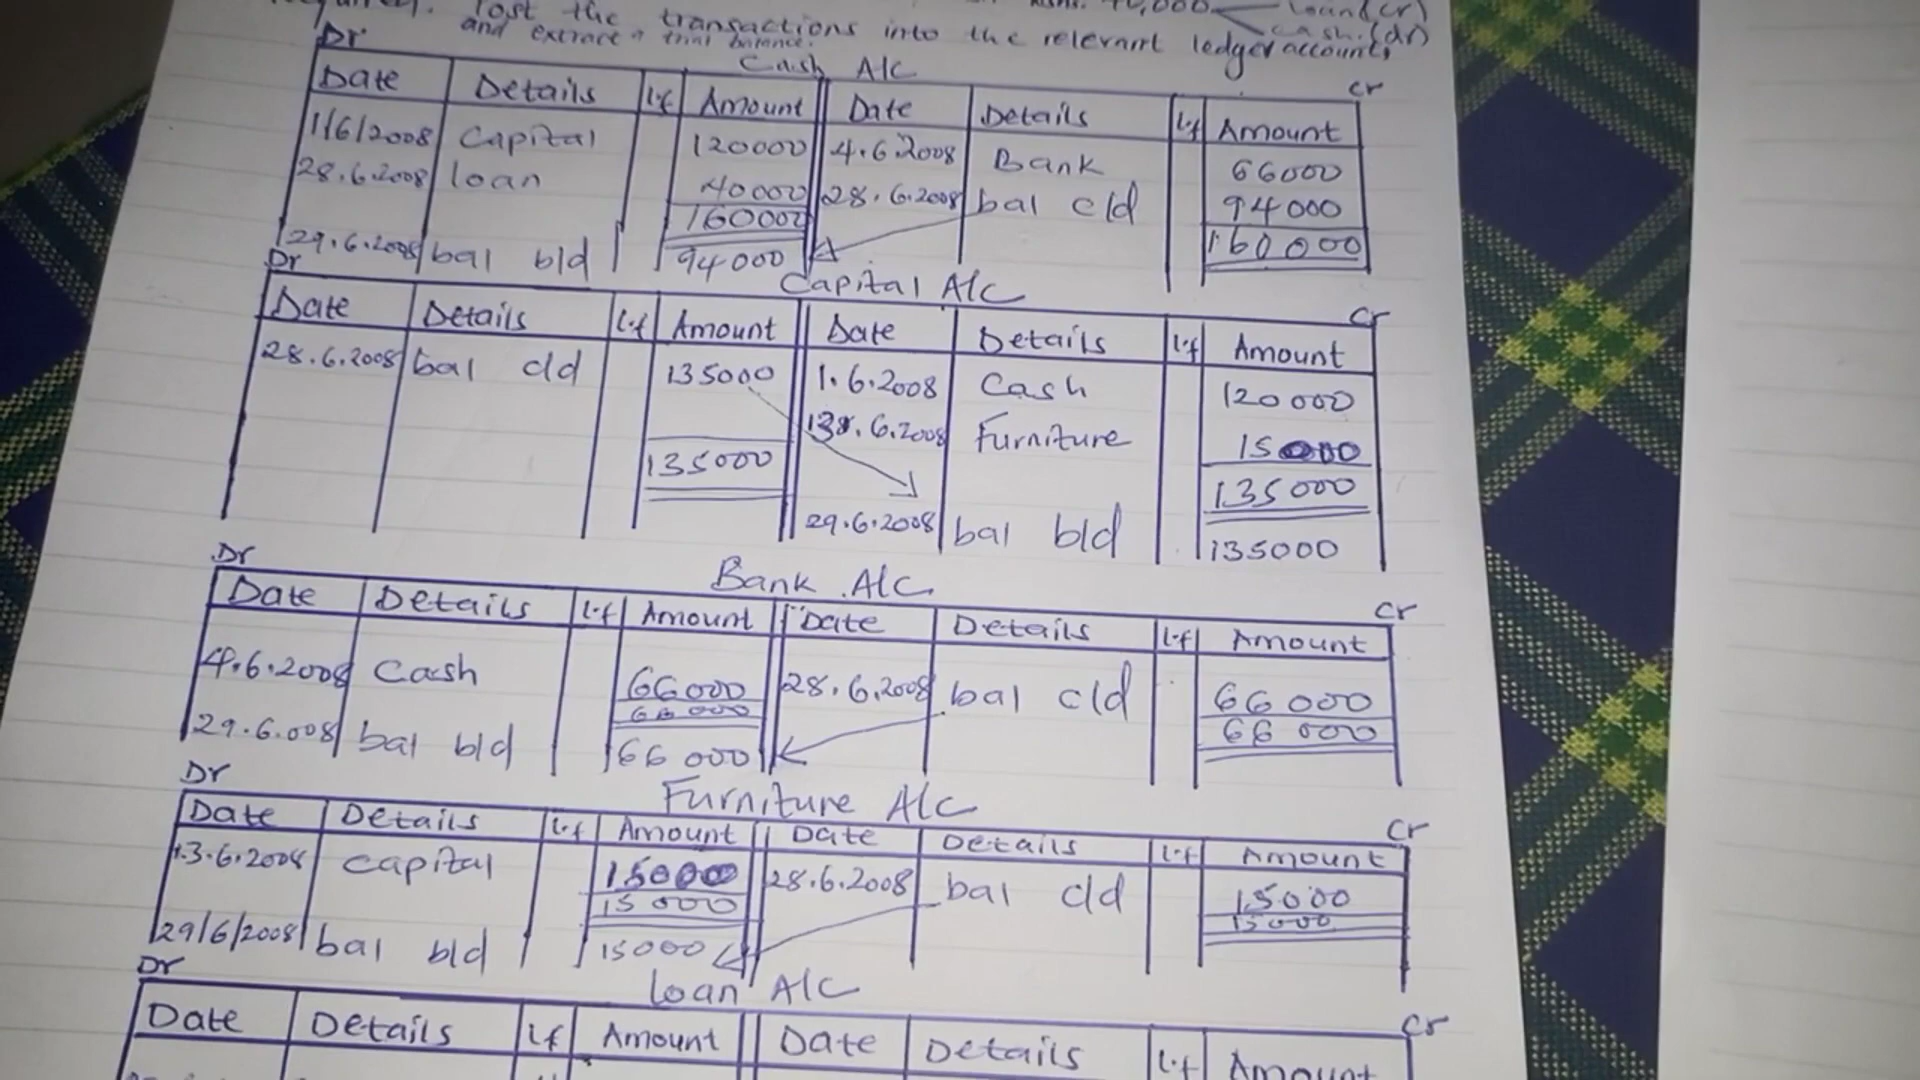 Post the transactions into the relevant ledger accounts
loan (cr)
cash (dr)
and extract a trial balance.
Dr Cash A/C Cr
Date Details l.f Amount Date Details l.f Amount
1/6/2008 Capital 120000 4.6.2008 Bank 66000
28.6.2008 loan 40000 28.6.2008 bal c/d 94000
160000 160000
29.6.2008 bal b/d 94000
Dr Capital A/C Cr
Date Details l.f Amount Date Details l.f Amount
28.6.2008 bal c/d 135000 1.6.2008 Cash 120000
13.6.2008 Furniture 15000
135000 135000
29.6.2008 bal b/d 135000
Dr Bank A/C Cr
Date Details l.f Amount Date Details l.f Amount
4.6.2008 Cash 66000 28.6.2008 bal c/d 66000
66000 66000
29.6.008 bal b/d 66000
Dr Furniture A/C Cr
Date Details l.f Amount Date Details l.f Amount
13.6.2008 capital 15000 28.6.2008 bal c/d 15000
15000 15000
29/6/2008 bal b/d 15000
Dr loan A/C Cr
Date Details l.f Amount Date Details l.f Amount